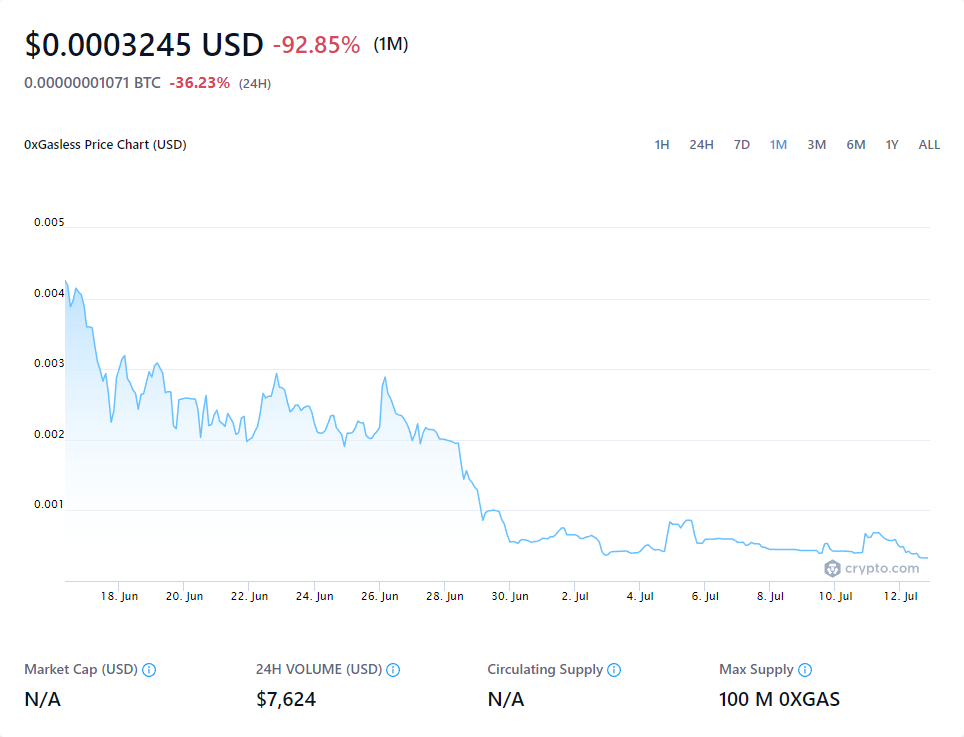 $0.0003245 USD -92.85% (1M)
0.00000001071 BTC -36.23% (24H)
0xGasless Price Chart (USD) 1H 24H 7D 1M 3M 6M 1Y ALL
0.005
0.004
0.003
0.002
0.001
crypto.com
18. Jun 20. Jun 22. Jun 24. Jun 26. Jun 28. Jun 30. Jun 2. Jul 4. Jul 6. Jul 8. Jul 10. Jul 12. Jul
Market Cap (USD) 24H VOLUME (USD) Circulating Supply Max Supply
N/A $7,624 N/A 100 M 0XGAS